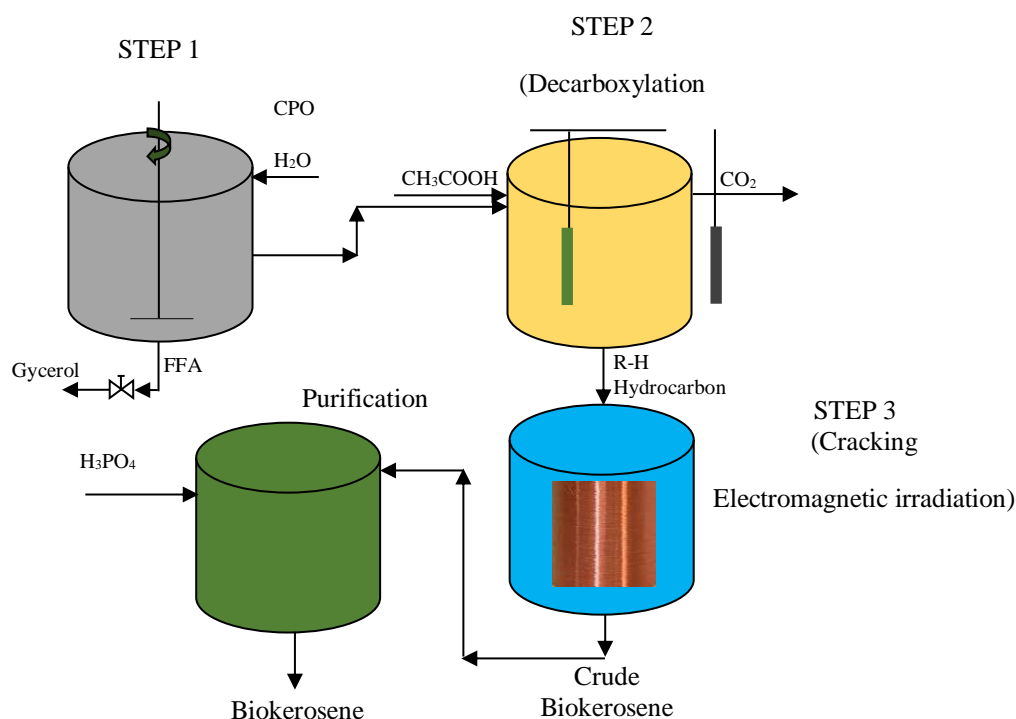 STEP 1
STEP 2
(Decarboxylation
CPO
H₂O
CH₃COOH
CO₂
Gycerol
FFA
R-H
Hydrocarbon
Purification
STEP 3
(Cracking
Electromagnetic irradiation)
H₃PO₄
Crude
Biokerosene
Biokerosene